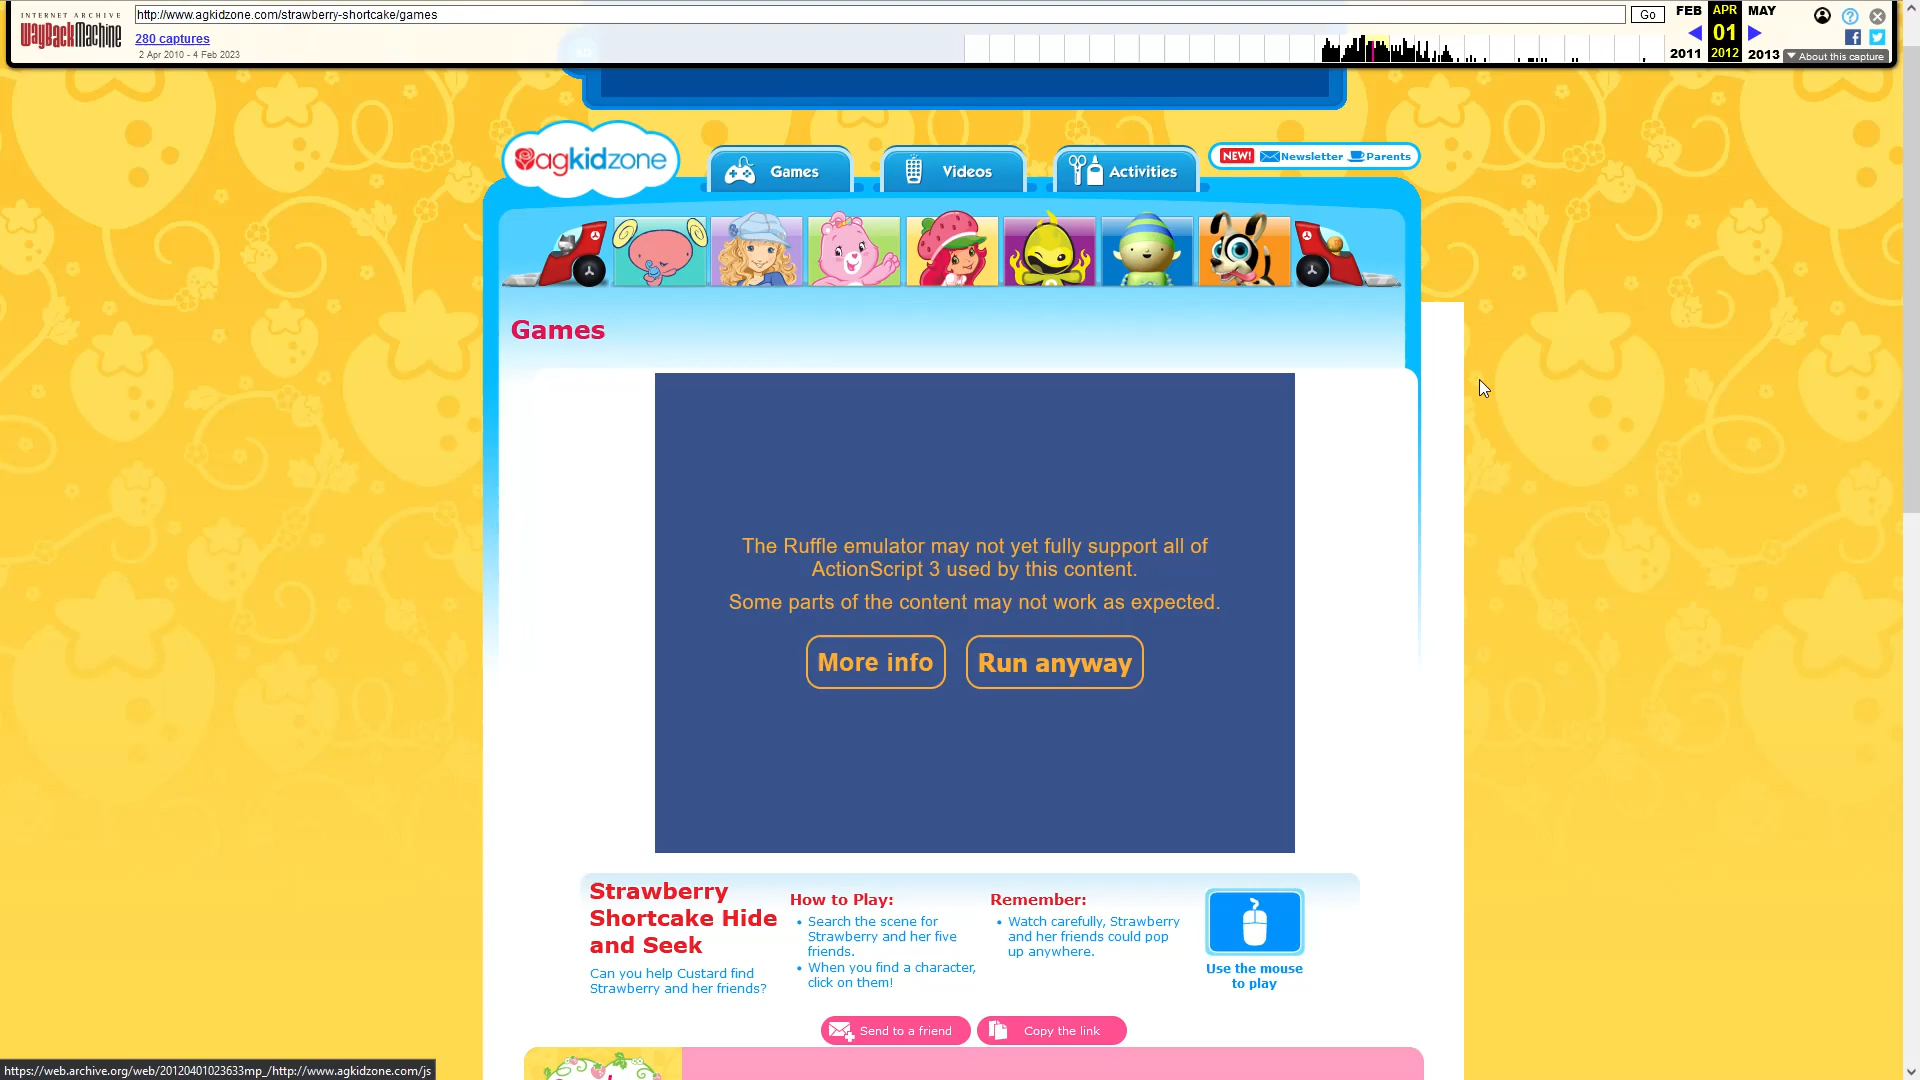 INTERNET ARCHIVE
WayBackMachine
http://www.agkidzone.com/strawberry-shortcake/games
Go
280 captures
2 Apr 2010 - 4 Feb 2023
FEB APR MAY
01
2011 2012 2013
About this capture
agkidzone
Games
Videos
Activities
NEW! Newsletter Parents
Games
The Ruffle emulator may not yet fully support all of
ActionScript 3 used by this content.
Some parts of the content may not work as expected.
More info
Run anyway
Strawberry
Shortcake Hide
and Seek
Can you help Custard find
Strawberry and her friends?
How to Play:
• Search the scene for
Strawberry and her five
friends.
• When you find a character,
click on them!
Remember:
• Watch carefully, Strawberry
and her friends could pop
up anywhere.
Use the mouse
to play
Send to a friend
Copy the link
https://web.archive.org/web/20120401023633mp_/http://www.agkidzone.com/js